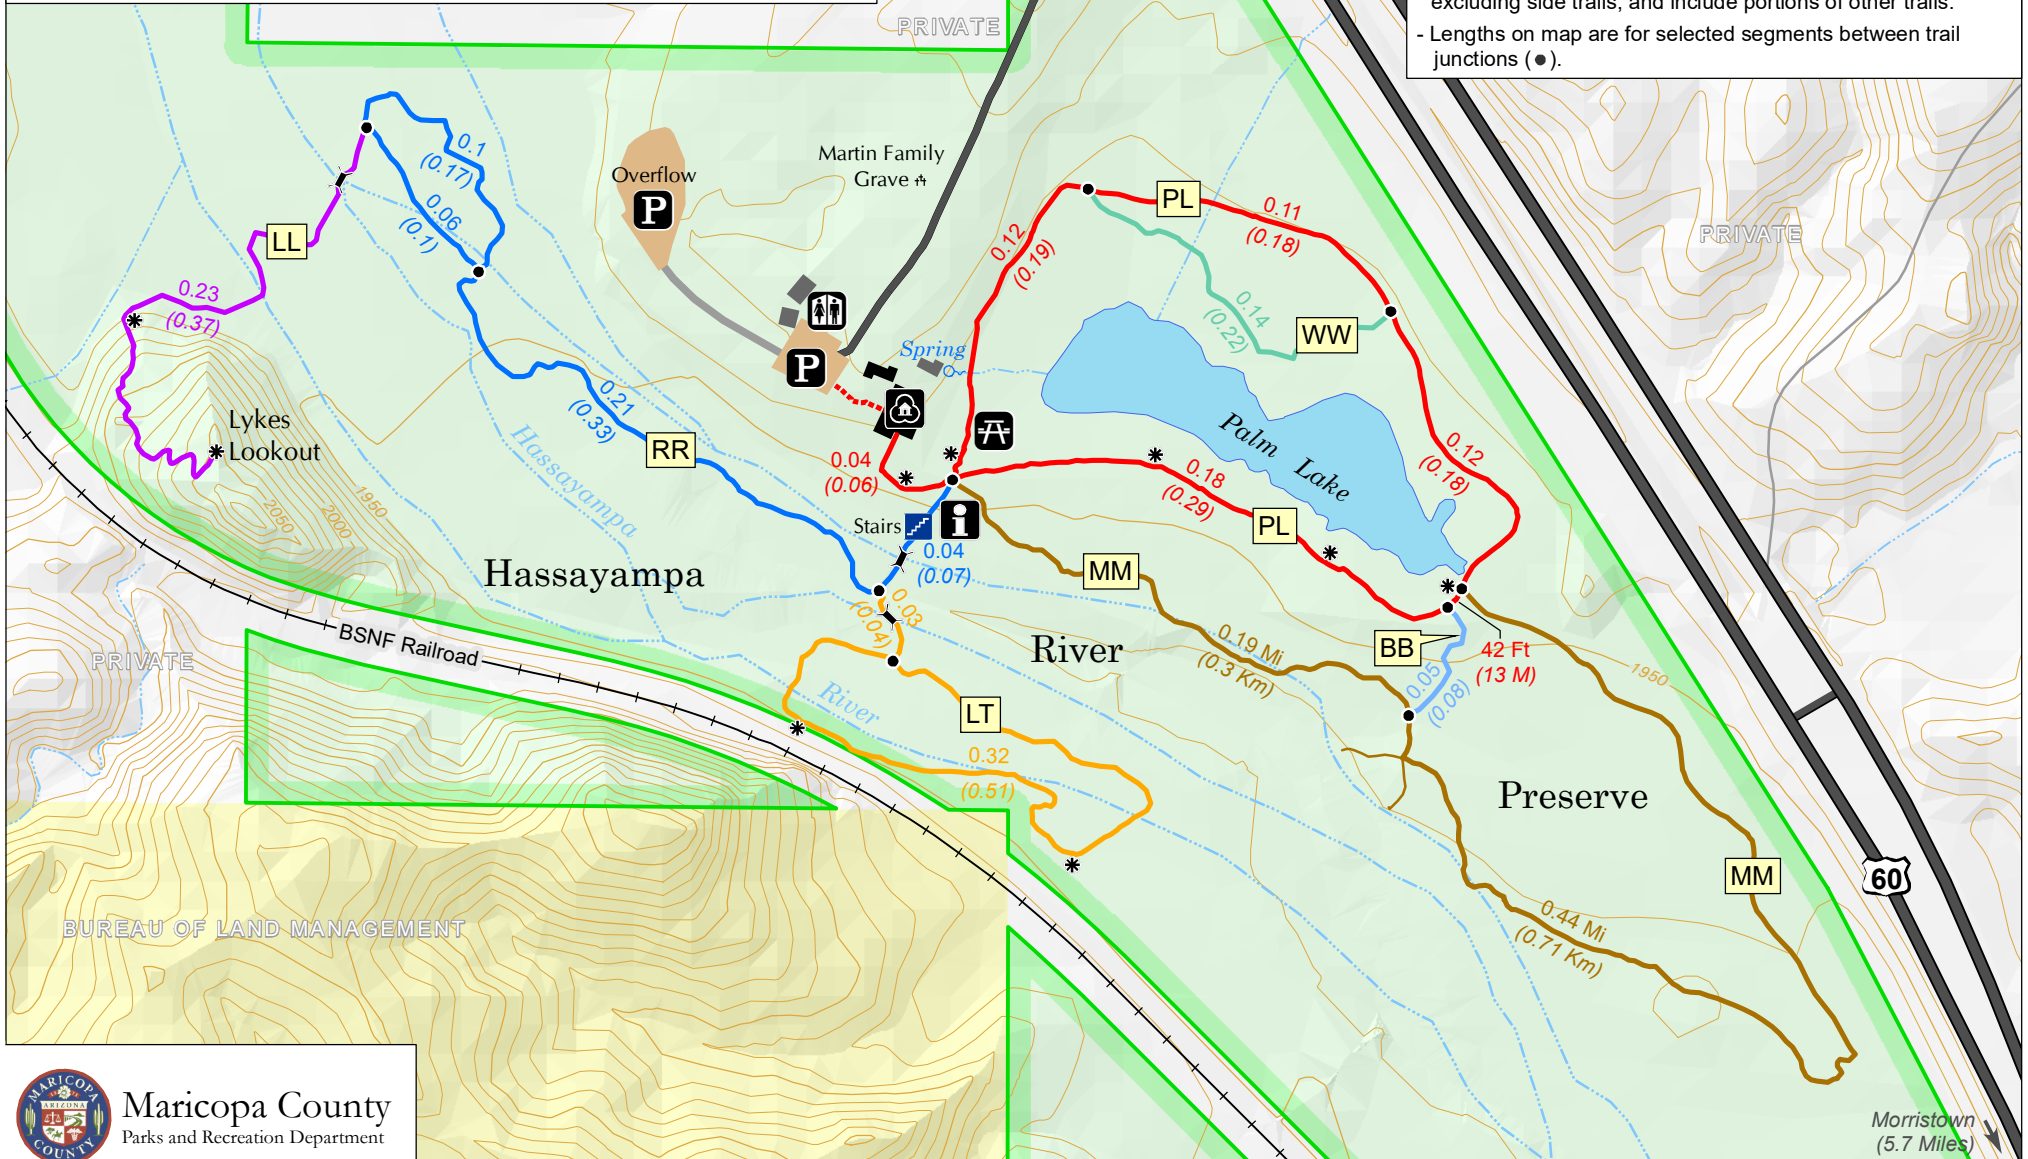 excluding side trails, and include portions of other trails.
- Lengths on map are for selected segments between trail
junctions (●).
PRIVATE
0.1
(0.17)
0.06
(0.1)
LL
0.23
(0.37)
Lykes
Lookout
Overflow
P
Martin Family
Grave
P
Spring
0.12
(0.19)
PL
0.11
(0.18)
PRIVATE
0.14
(0.22)
WW
Palm Lake
0.12
(0.18)
0.21
(0.33)
RR
0.04
(0.06)
0.18
(0.29)
PL
Stairs
i
0.04
(0.07)
Hassayampa
2050
2000
1950
Hassayampa
MM
0.03
(0.04)
River
0.19 Mi
(0.3 Km)
BB
42 Ft
(13 M)
0.05
(0.08)
1950
BSNF Railroad
PRIVATE
River
LT
0.32
(0.51)
Preserve
MM
60
0.44 Mi
(0.71 Km)
BUREAU OF LAND MANAGEMENT
MARICOPA
ARIZONA
COUNTY
Maricopa County
Parks and Recreation Department
Morristown
(5.7 Miles)